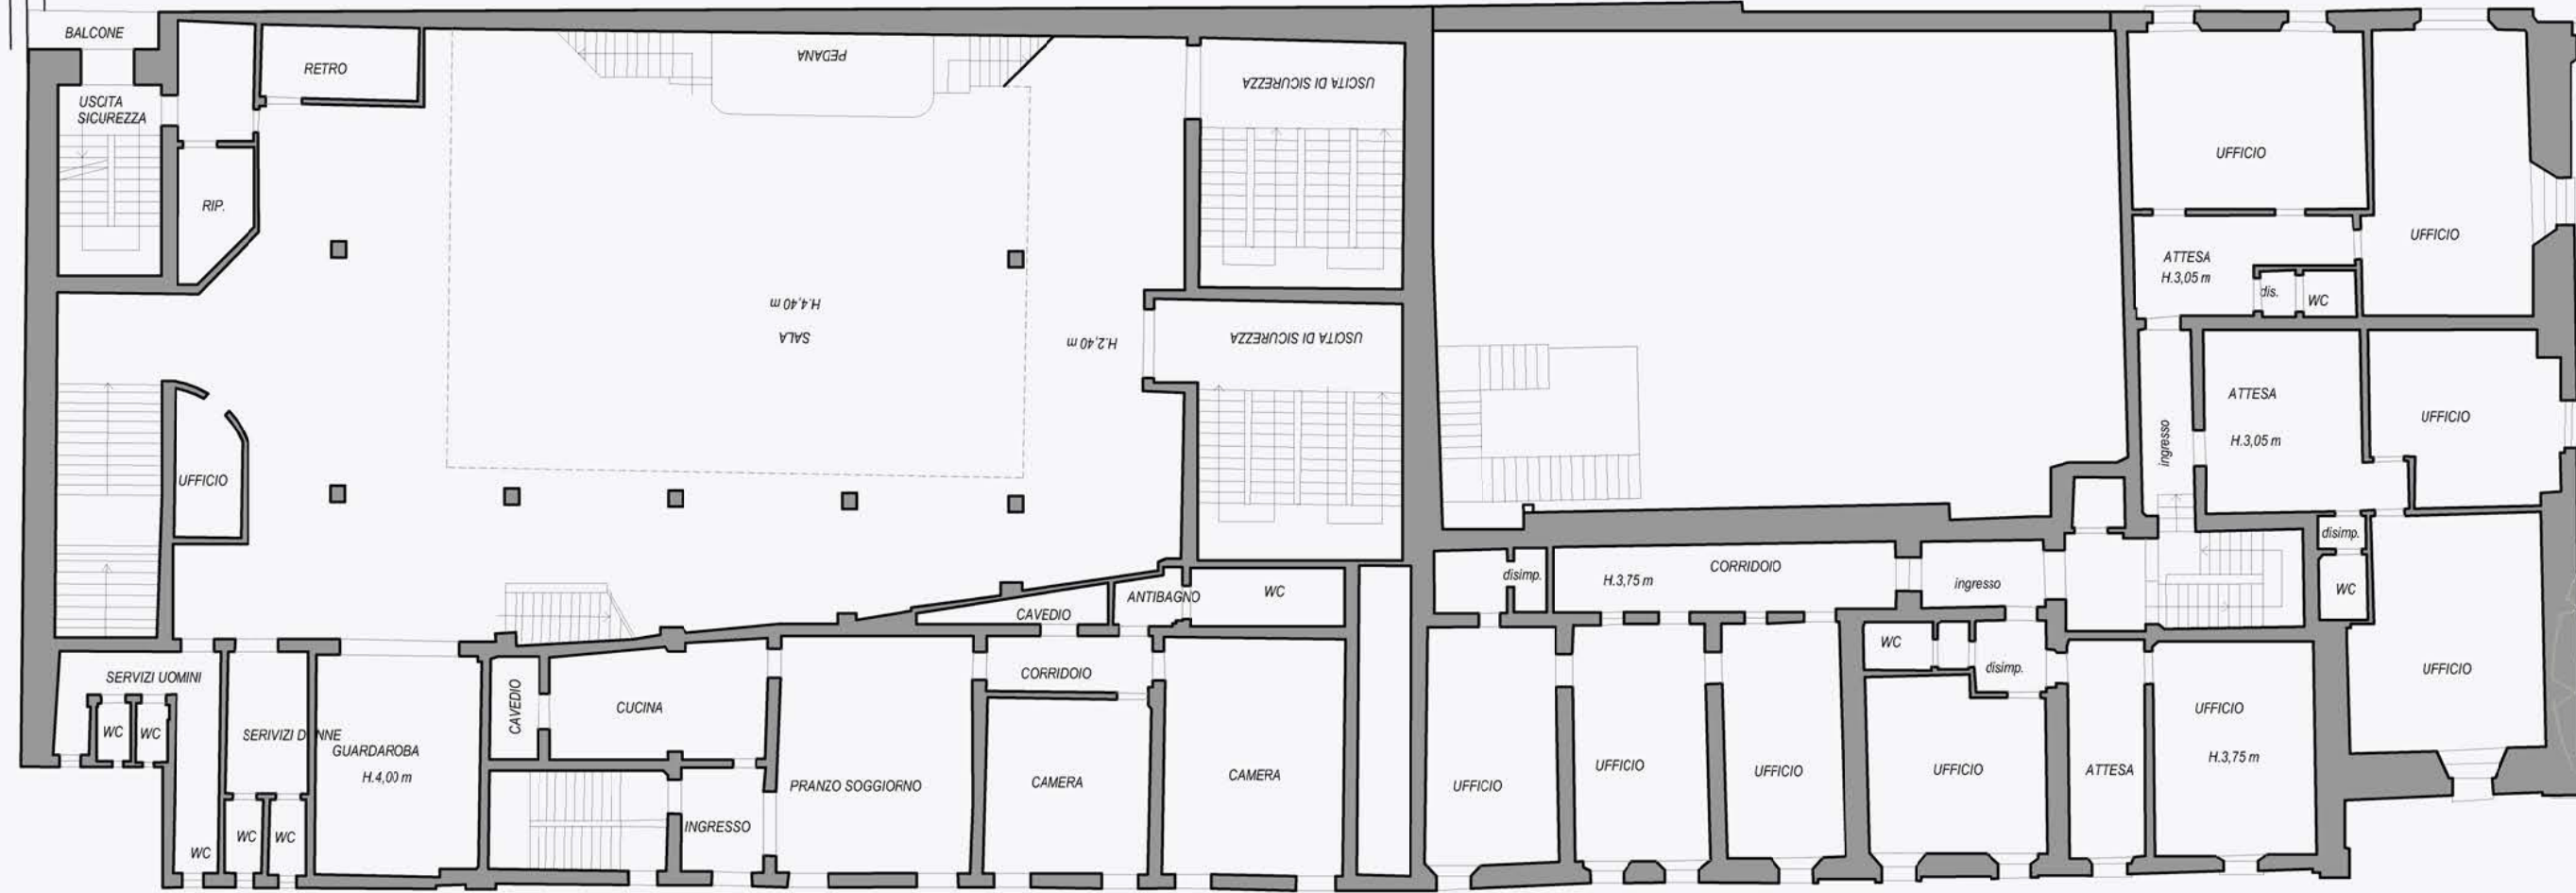 BALCONE
RETRO
PEDANA
USCITA DI SICUREZZA
USCITA
SICUREZZA
UFFICIO
RIP.
UFFICIO
ATTESA
H.3,05 m
dis.
WC
H.4,40 m
SALA
H.2,40 m
USCITA DI SICUREZZA
ATTESA
H.3,05 m
UFFICIO
ingresso
UFFICIO
disimp.
WC
CORRIDOIO
H.3,75 m
disimp.
ingresso
WC
ANTIBAGNO
CAVEDIO
WC
disimp.
UFFICIO
SERVIZI UOMINI
CORRIDOIO
CAVEDIO
CUCINA
UFFICIO
H.3,75 m
WC
WC
SERIVIZI DONNE
GUARDAROBA
H.4,00 m
PRANZO SOGGIORNO
CAMERA
CAMERA
UFFICIO
UFFICIO
UFFICIO
UFFICIO
ATTESA
INGRESSO
WC
WC
WC